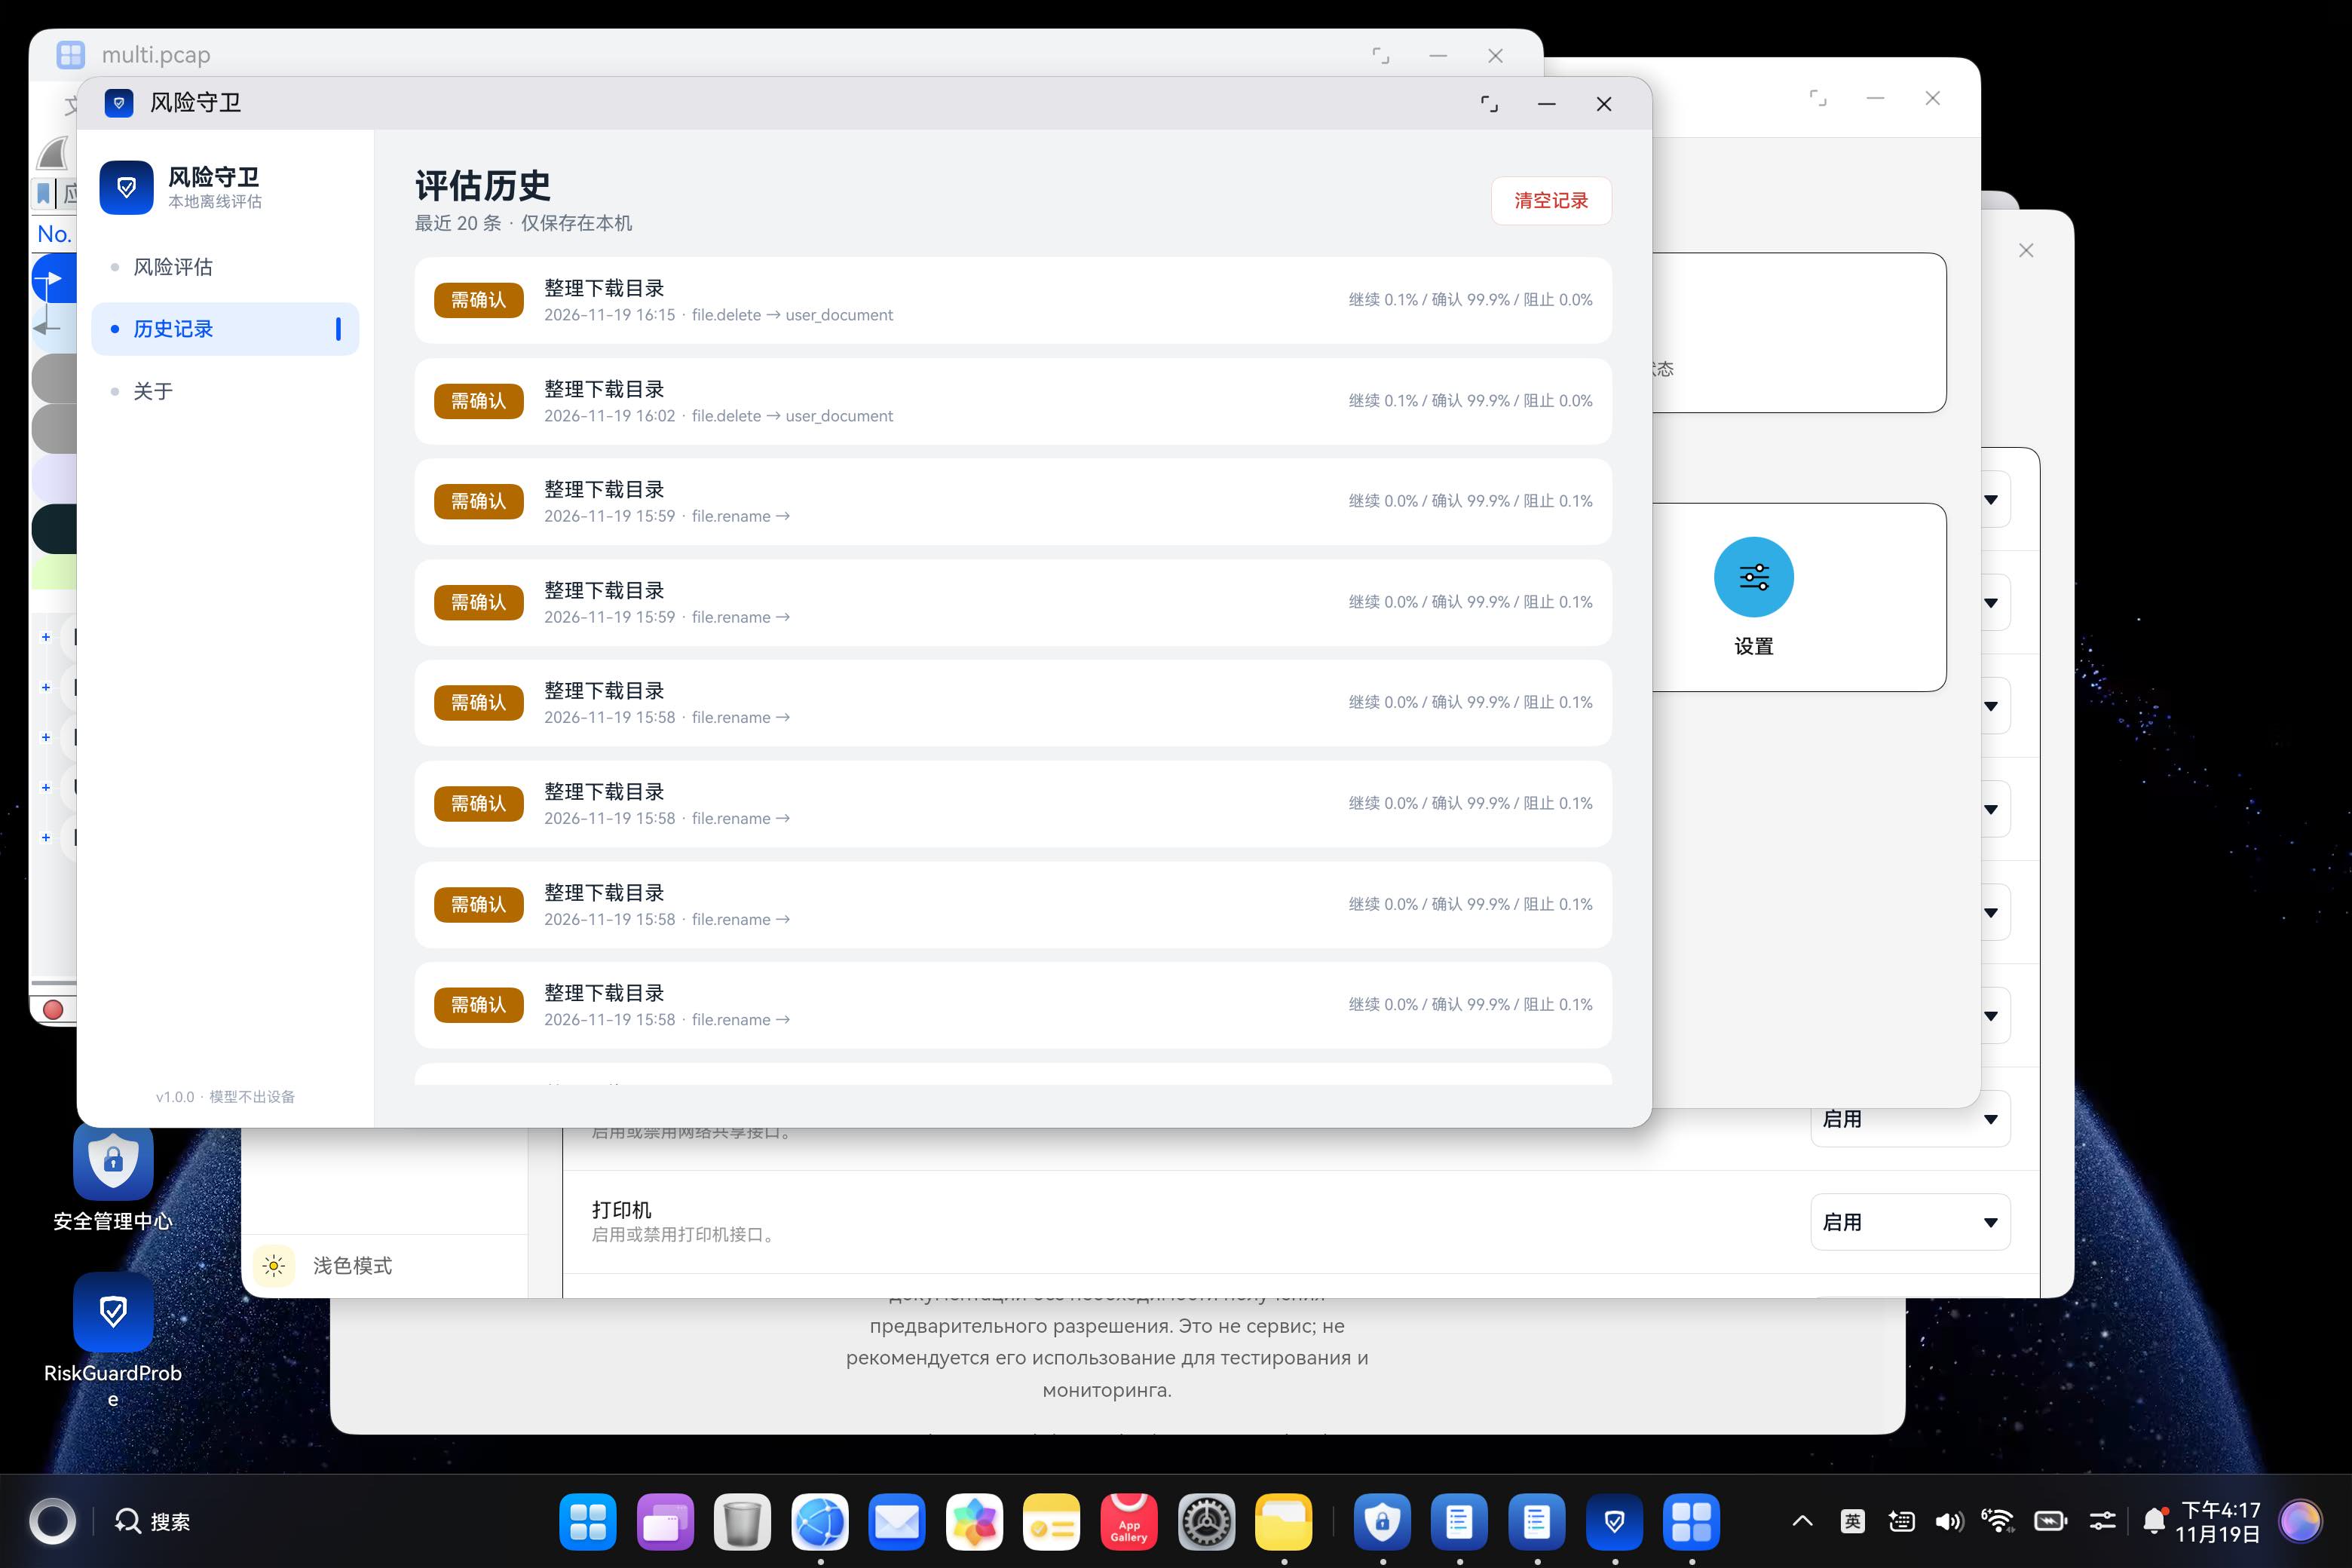 multi.pcap
风险守卫
No.
风险守卫
本地离线评估
风险评估
历史记录
关于
v1.0.0 · 模型不出设备
评估历史
最近 20 条 · 仅保存在本机
清空记录
需确认
整理下载目录
2026-11-19 16:15 · file.delete → user_document
继续 0.1% / 确认 99.9% / 阻止 0.0%
需确认
整理下载目录
2026-11-19 16:02 · file.delete → user_document
继续 0.1% / 确认 99.9% / 阻止 0.0%
需确认
整理下载目录
2026-11-19 15:59 · file.rename →
继续 0.0% / 确认 99.9% / 阻止 0.1%
需确认
整理下载目录
2026-11-19 15:59 · file.rename →
继续 0.0% / 确认 99.9% / 阻止 0.1%
需确认
整理下载目录
2026-11-19 15:58 · file.rename →
继续 0.0% / 确认 99.9% / 阻止 0.1%
需确认
整理下载目录
2026-11-19 15:58 · file.rename →
继续 0.0% / 确认 99.9% / 阻止 0.1%
需确认
整理下载目录
2026-11-19 15:58 · file.rename →
继续 0.0% / 确认 99.9% / 阻止 0.1%
需确认
整理下载目录
2026-11-19 15:58 · file.rename →
继续 0.0% / 确认 99.9% / 阻止 0.1%
态
设置
启用或禁用网络共享接口。
启用
打印机
启用或禁用打印机接口。
启用
浅色模式
документации без необходимости получения
предварительного разрешения. Это не сервис; не
рекомендуется его использование для тестирования и
мониторинга.
安全管理中心
RiskGuardProb
e
搜索
App
Gallery
英
下午4:17
11月19日